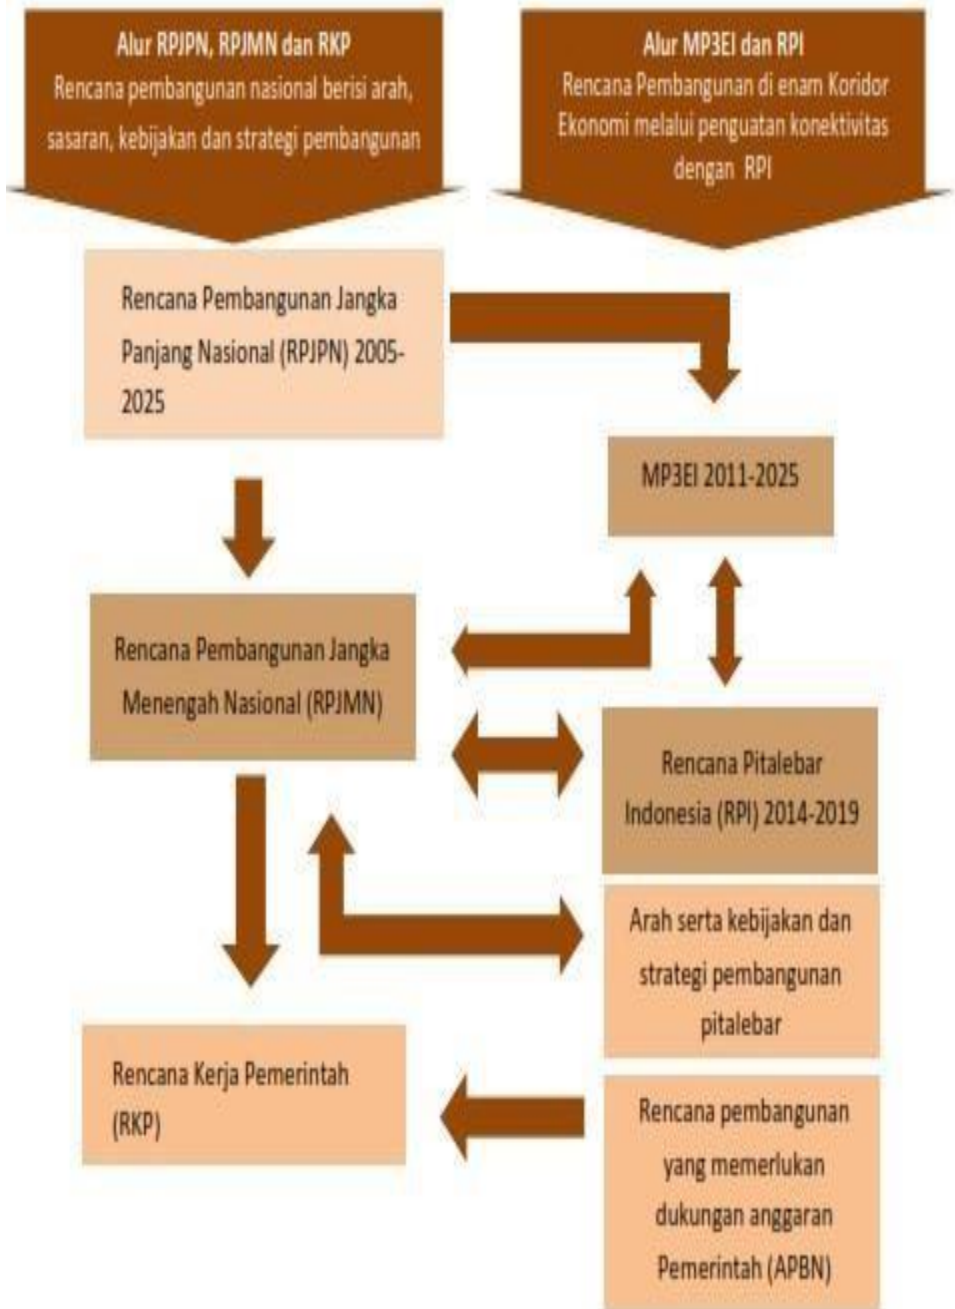 Alur RPJPN, RPJMN dan RKP
Rencana pembangunan nasional berisi arah,
sasaran, kebijakan dan strategi pembangunan
Alur MP3EI dan RPI
Rencana Pembangunan di enam Koridor
Ekonomi melalui penguatan konektivitas
dengan RPI
Rencana Pembangunan Jangka
Panjang Nasional (RPJPN) 2005-
2025
MP3EI 2011-2025
Rencana Pembangunan Jangka
Menengah Nasional (RPJMN)
Rencana Pitalebar
Indonesia (RPI) 2014-2019
Arah serta kebijakan dan
strategi pembangunan
pitalebar
Rencana Kerja Pemerintah
(RKP)
Rencana pembangunan
yang memerlukan
dukungan anggaran
Pemerintah (APBN)